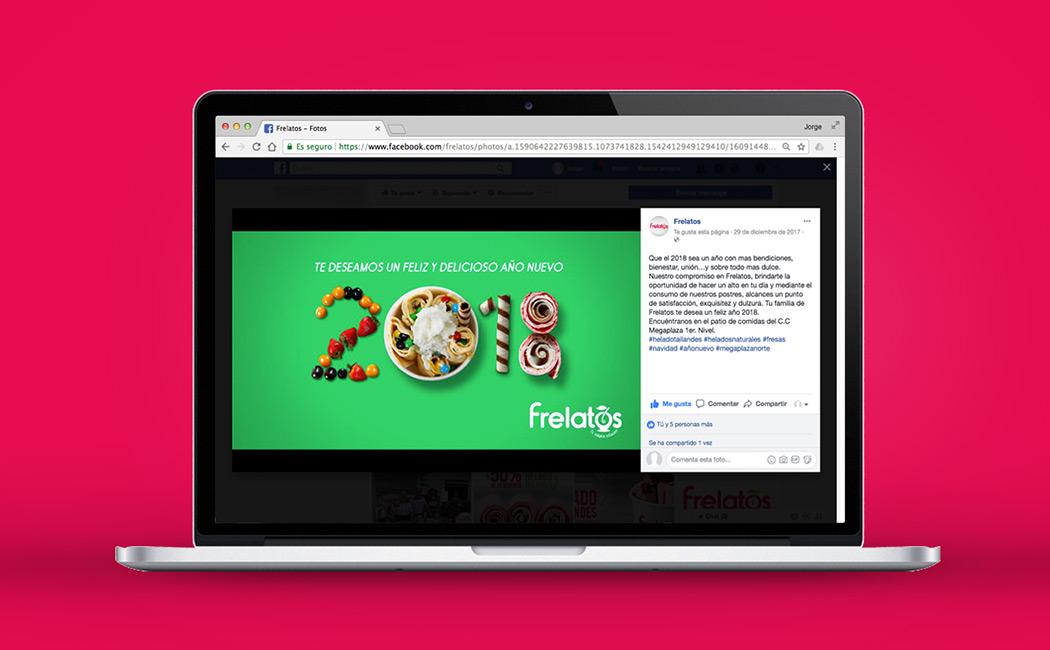 Frelatos – Fotos
Jorge
Es seguro
https://www.facebook.com/frelatos/photos/a.1590642227639815.1073741828.1542412949129410/16091448...
TE DESEAMOS UN FELIZ Y DELICIOSO AÑO NUEVO
2018
frelatos
Frelatos
Te gusta esta página · 29 de diciembre de 2017 ·
Que el 2018 sea un año con mas bendiciones,
bienestar, unión...y sobre todo mas dulce.
Nuestro compromiso en Frelatos, brindarte la
oportunidad de hacer un alto en tu día y mediante el
consumo de nuestros postres, alcances un punto
de satisfacción, exquisitez y dulzura. Tu familia de
Frelatos te desea un feliz año 2018.
Encuéntranos en el patio de comidas del C.C
Megaplaza 1er. Nivel.
#heladotailandes #heladosnaturales #fresas
#navidad #añonuevo #megaplazanorte
Me gusta Comentar Compartir
Tú y 5 personas más
Se ha compartido 1 vez
Comenta esta foto...
frelatos